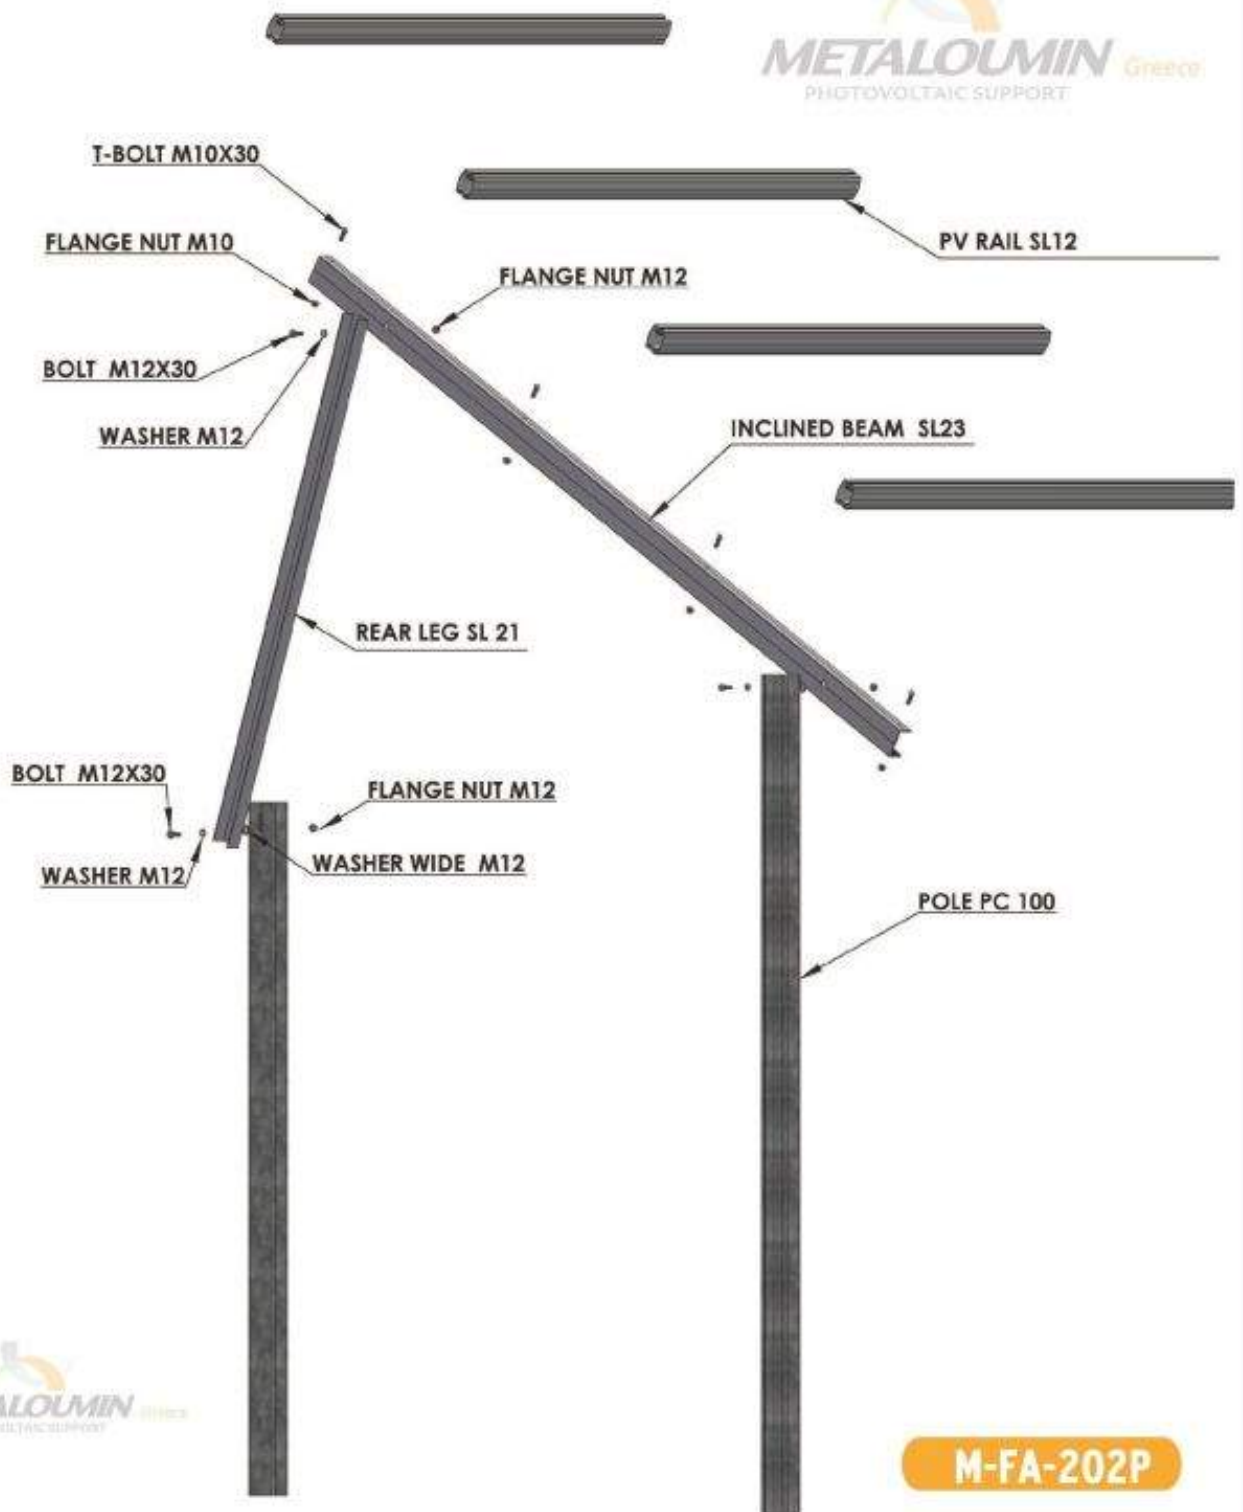 METALOUMIN Greece
PHOTOVOLTAIC SUPPORT
T-BOLT M10X30
FLANGE NUT M10
FLANGE NUT M12
PV RAIL SL12
BOLT M12X30
WASHER M12
INCLINED BEAM SL23
REAR LEG SL 21
BOLT M12X30
FLANGE NUT M12
WASHER M12
WASHER WIDE M12
POLE PC 100
ALOUMIN Greece
M-FA-202P